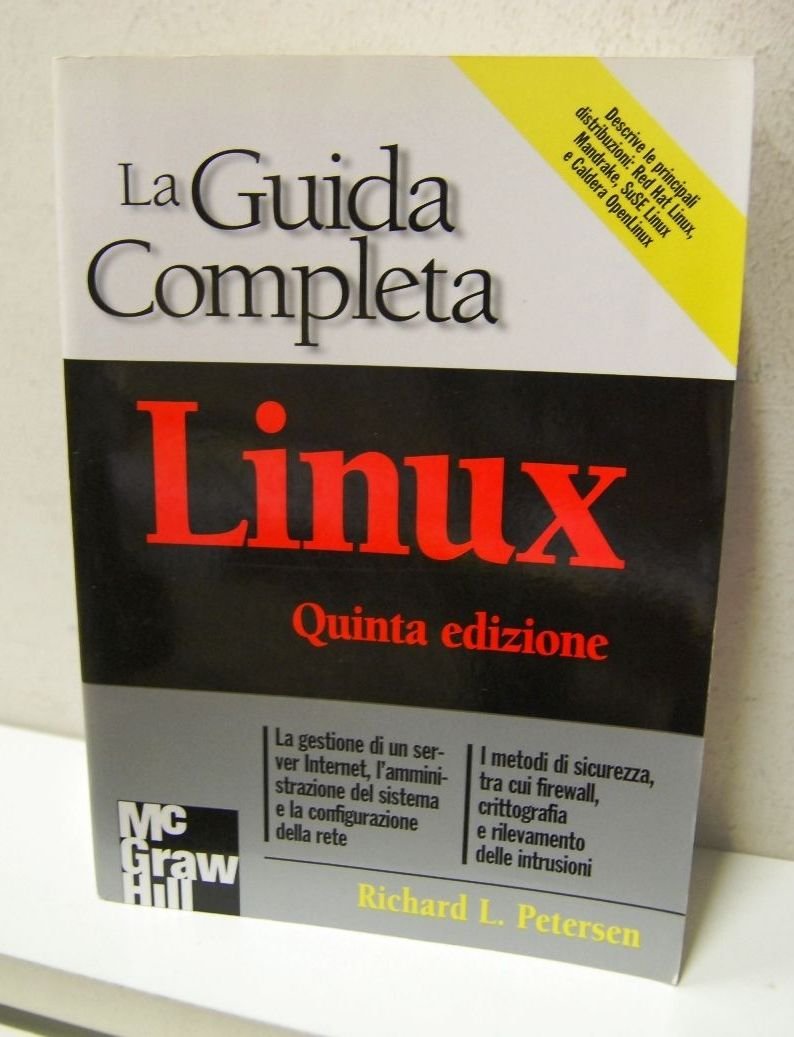 Descrive le principali
distribuzioni: Red Hat Linux,
Mandrake, SuSE Linux
e Caldera OpenLinux
La Guida
Completa
Linux
Quinta edizione
La gestione di un ser-
ver Internet, l'ammini-
strazione del sistema
e la configurazione
della rete
I metodi di sicurezza,
tra cui firewall,
crittografia
e rilevamento
delle intrusioni
Mc
Graw
Hill
Richard L. Petersen